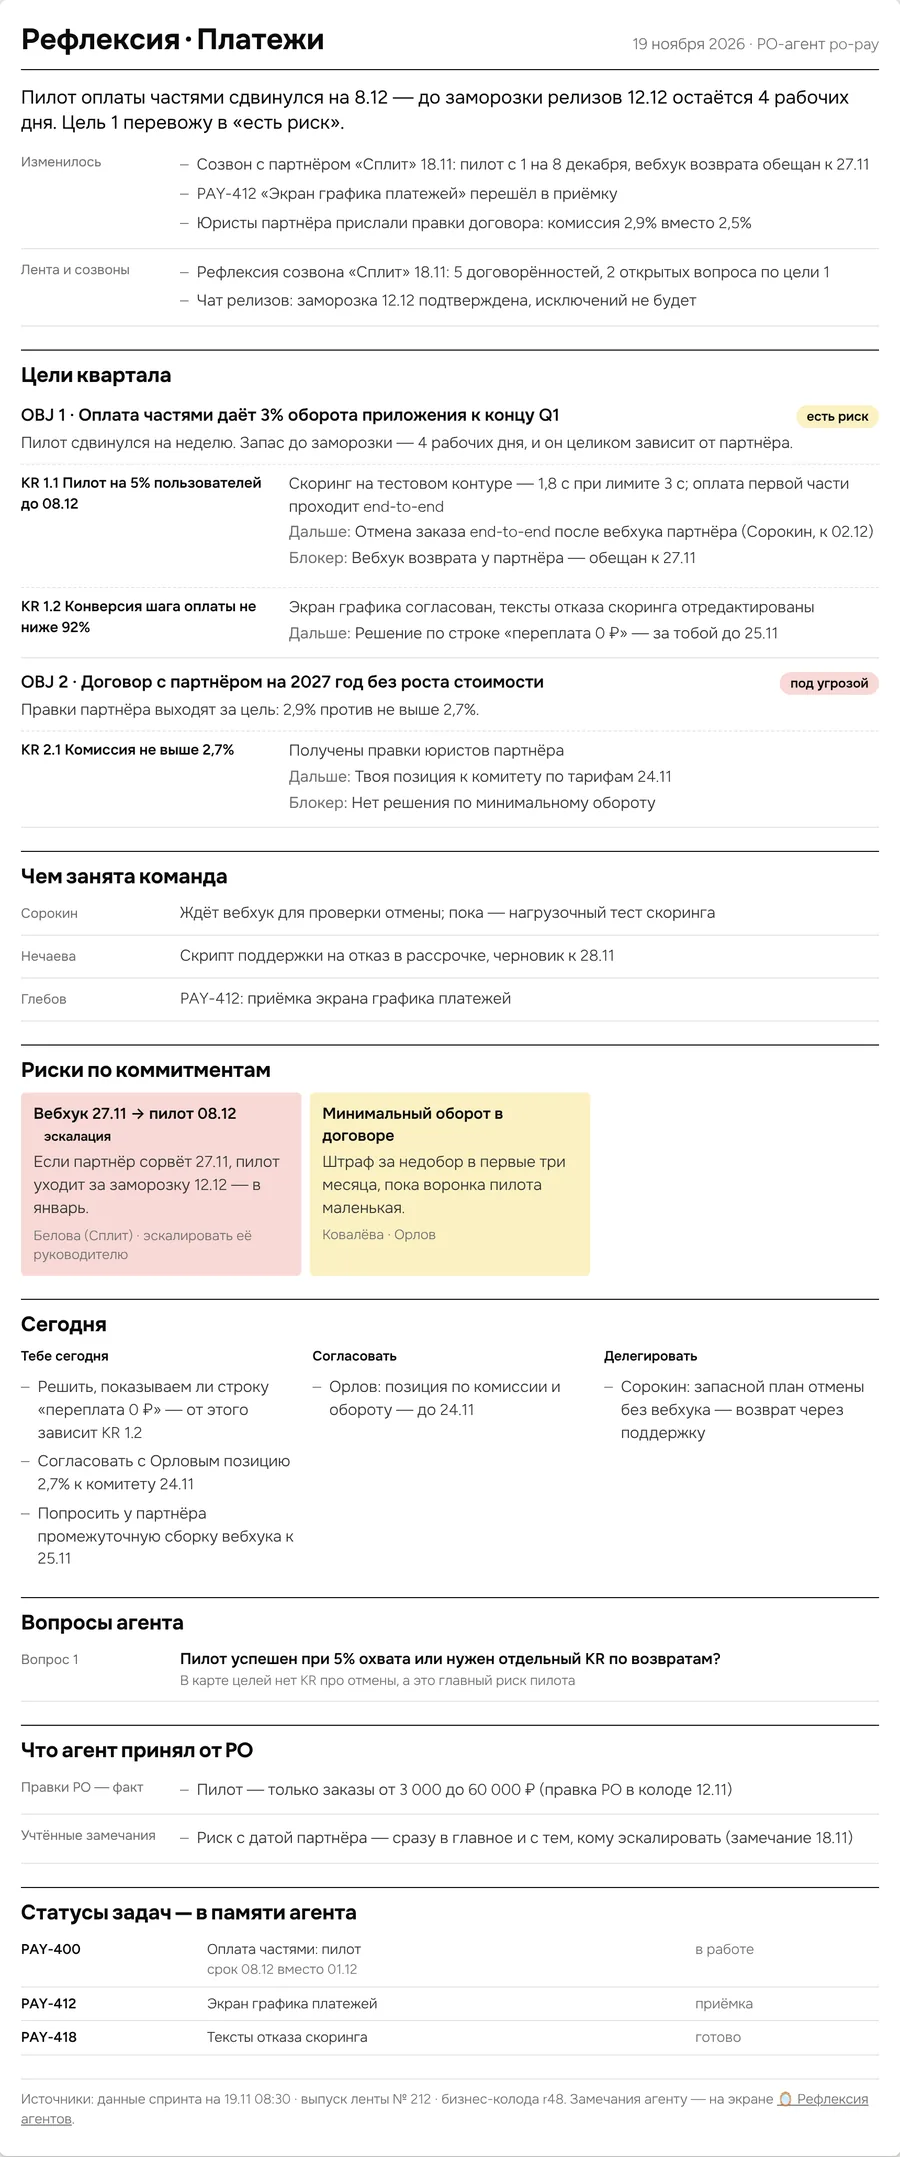 Рефлексия · Платежи
19 ноября 2026 · PO-агент po-pay
Пилот оплаты частями сдвинулся на 8.12 — до заморозки релизов 12.12 остаётся 4 рабочих
дня. Цель 1 перевожу в «есть риск».
Изменилось
– Созвон с партнёром «Сплит» 18.11: пилот с 1 на 8 декабря, вебхук возврата обещан к 27.11
– PAY-412 «Экран графика платежей» перешёл в приёмку
– Юристы партнёра прислали правки договора: комиссия 2,9% вместо 2,5%
Лента и созвоны
– Рефлексия созвона «Сплит» 18.11: 5 договорённостей, 2 открытых вопроса по цели 1
– Чат релизов: заморозка 12.12 подтверждена, исключений не будет
Цели квартала
OBJ 1 · Оплата частями даёт 3% оборота приложения к концу Q1
есть риск
Пилот сдвинулся на неделю. Запас до заморозки — 4 рабочих дня, и он целиком зависит от партнёра.
KR 1.1 Пилот на 5% пользователей
до 08.12
Скоринг на тестовом контуре — 1,8 с при лимите 3 с; оплата первой части
проходит end-to-end
Дальше: Отмена заказа end-to-end после вебхука партнёра (Сорокин, к 02.12)
Блокер: Вебхук возврата у партнёра — обещан к 27.11
KR 1.2 Конверсия шага оплаты не
ниже 92%
Экран графика согласован, тексты отказа скоринга отредактированы
Дальше: Решение по строке «переплата 0 ₽» — за тобой до 25.11
OBJ 2 · Договор с партнёром на 2027 год без роста стоимости
под угрозой
Правки партнёра выходят за цель: 2,9% против не выше 2,7%.
KR 2.1 Комиссия не выше 2,7%
Получены правки юристов партнёра
Дальше: Твоя позиция к комитету по тарифам 24.11
Блокер: Нет решения по минимальному обороту
Чем занята команда
Сорокин
Ждёт вебхук для проверки отмены; пока — нагрузочный тест скоринга
Нечаева
Скрипт поддержки на отказ в рассрочке, черновик к 28.11
Глебов
PAY-412: приёмка экрана графика платежей
Риски по коммитментам
Вебхук 27.11 → пилот 08.12
эскалация
Если партнёр сорвёт 27.11, пилот
уходит за заморозку 12.12 — в
январь.
Белова (Сплит) · эскалировать её
руководителю
Минимальный оборот в
договоре
Штраф за недобор в первые три
месяца, пока воронка пилота
маленькая.
Ковалёва · Орлов
Сегодня
Тебе сегодня
– Решить, показываем ли строку
«переплата 0 ₽» — от этого
зависит KR 1.2
– Согласовать с Орловым позицию
2,7% к комитету 24.11
– Попросить у партнёра
промежуточную сборку вебхука к
25.11
Согласовать
– Орлов: позиция по комиссии и
обороту — до 24.11
Делегировать
– Сорокин: запасной план отмены
без вебхука — возврат через
поддержку
Вопросы агента
Вопрос 1
Пилот успешен при 5% охвата или нужен отдельный KR по возвратам?
В карте целей нет KR про отмены, а это главный риск пилота
Что агент принял от PO
Правки PO — факт
– Пилот — только заказы от 3 000 до 60 000 ₽ (правка PO в колоде 12.11)
Учтённые замечания
– Риск с датой партнёра — сразу в главное и с тем, кому эскалировать (замечание 18.11)
Статусы задач — в памяти агента
PAY-400
Оплата частями: пилот
срок 08.12 вместо 01.12
в работе
PAY-412
Экран графика платежей
приёмка
PAY-418
Тексты отказа скоринга
готово
Источники: данные спринта на 19.11 08:30 · выпуск ленты № 212 · бизнес-колода r48. Замечания агенту — на экране 🪞 Рефлексия
агентов.